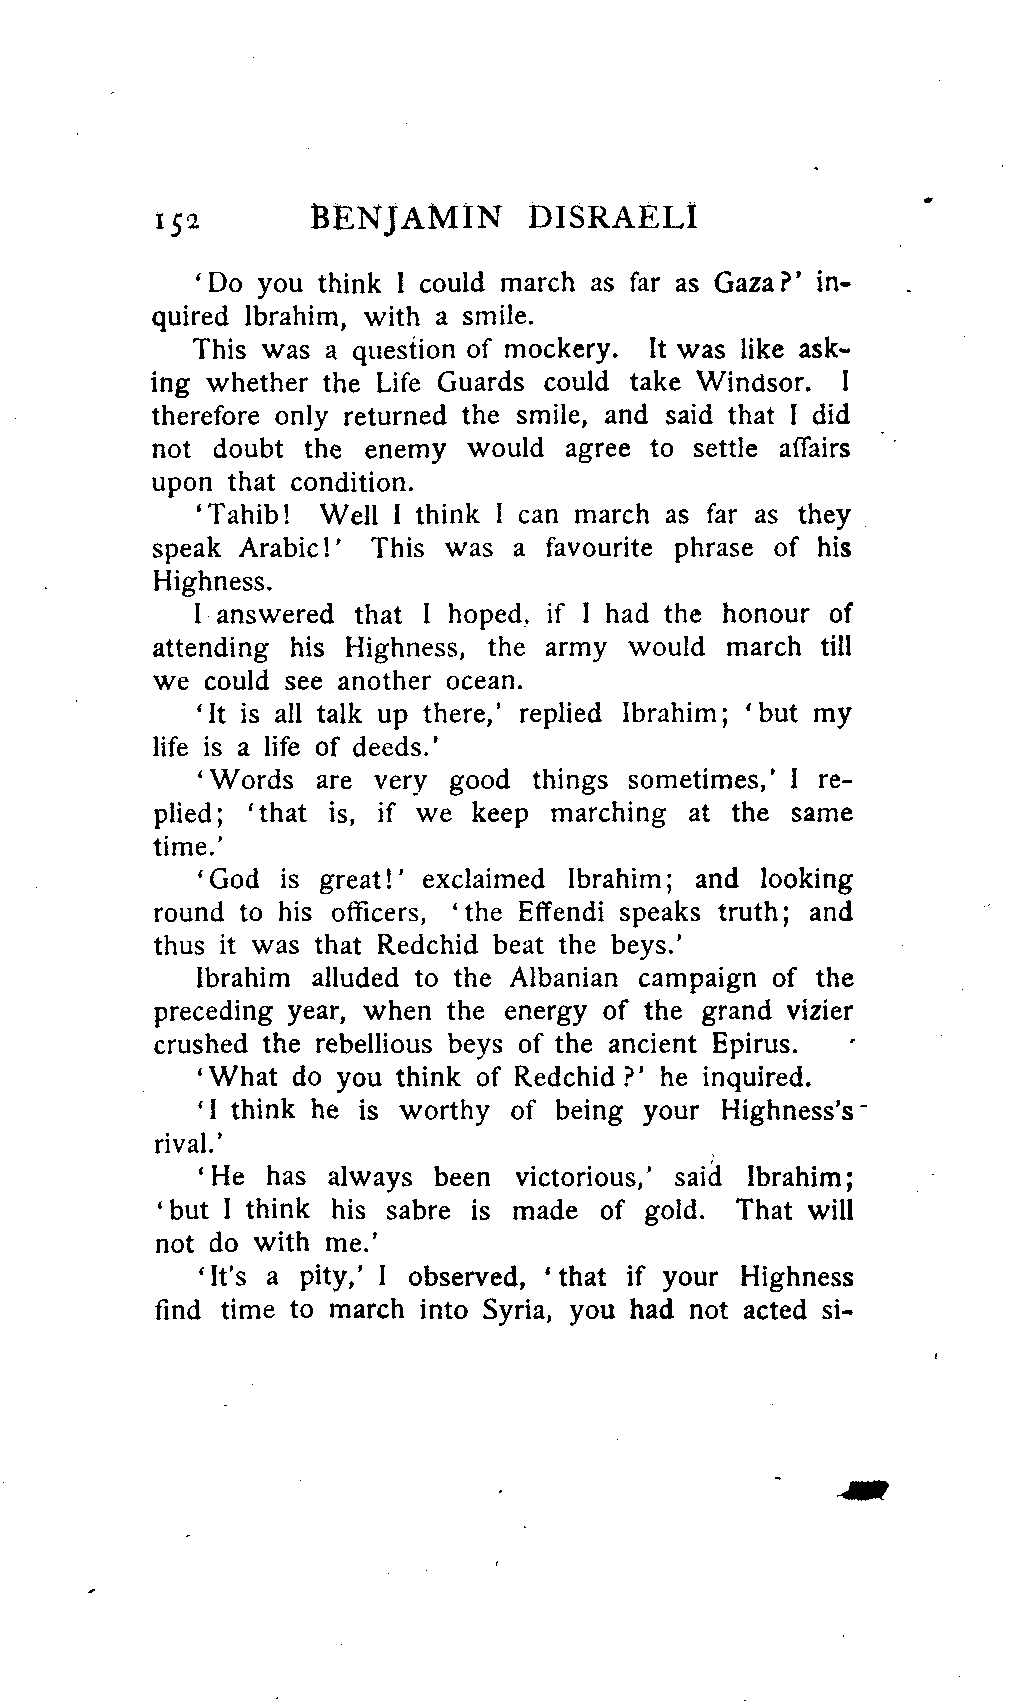 152 BENJAMIN DISRAELI
‘Do you think I could march as far as Gaza?’ in-
quired Ibrahim, with a smile.
This was a question of mockery. It was like ask-
ing whether the Life Guards could take Windsor. I
therefore only returned the smile, and said that I did
not doubt the enemy would agree to settle affairs
upon that condition.
‘Tahib! Well I think I can march as far as they
speak Arabic!’ This was a favourite phrase of his
Highness.
I answered that I hoped, if I had the honour of
attending his Highness, the army would march till
we could see another ocean.
‘It is all talk up there,’ replied Ibrahim; ‘but my
life is a life of deeds.’
‘Words are very good things sometimes,’ I re-
plied; ‘that is, if we keep marching at the same
time.’
‘God is great!’ exclaimed Ibrahim; and looking
round to his officers, ‘the Effendi speaks truth; and
thus it was that Redchid beat the beys.’
Ibrahim alluded to the Albanian campaign of the
preceding year, when the energy of the grand vizier
crushed the rebellious beys of the ancient Epirus.
‘What do you think of Redchid?’ he inquired.
‘I think he is worthy of being your Highness's
rival.’
‘He has always been victorious,’ said Ibrahim;
‘but I think his sabre is made of gold. That will
not do with me.’
‘It's a pity,’ I observed, ‘that if your Highness
find time to march into Syria, you had not acted si-